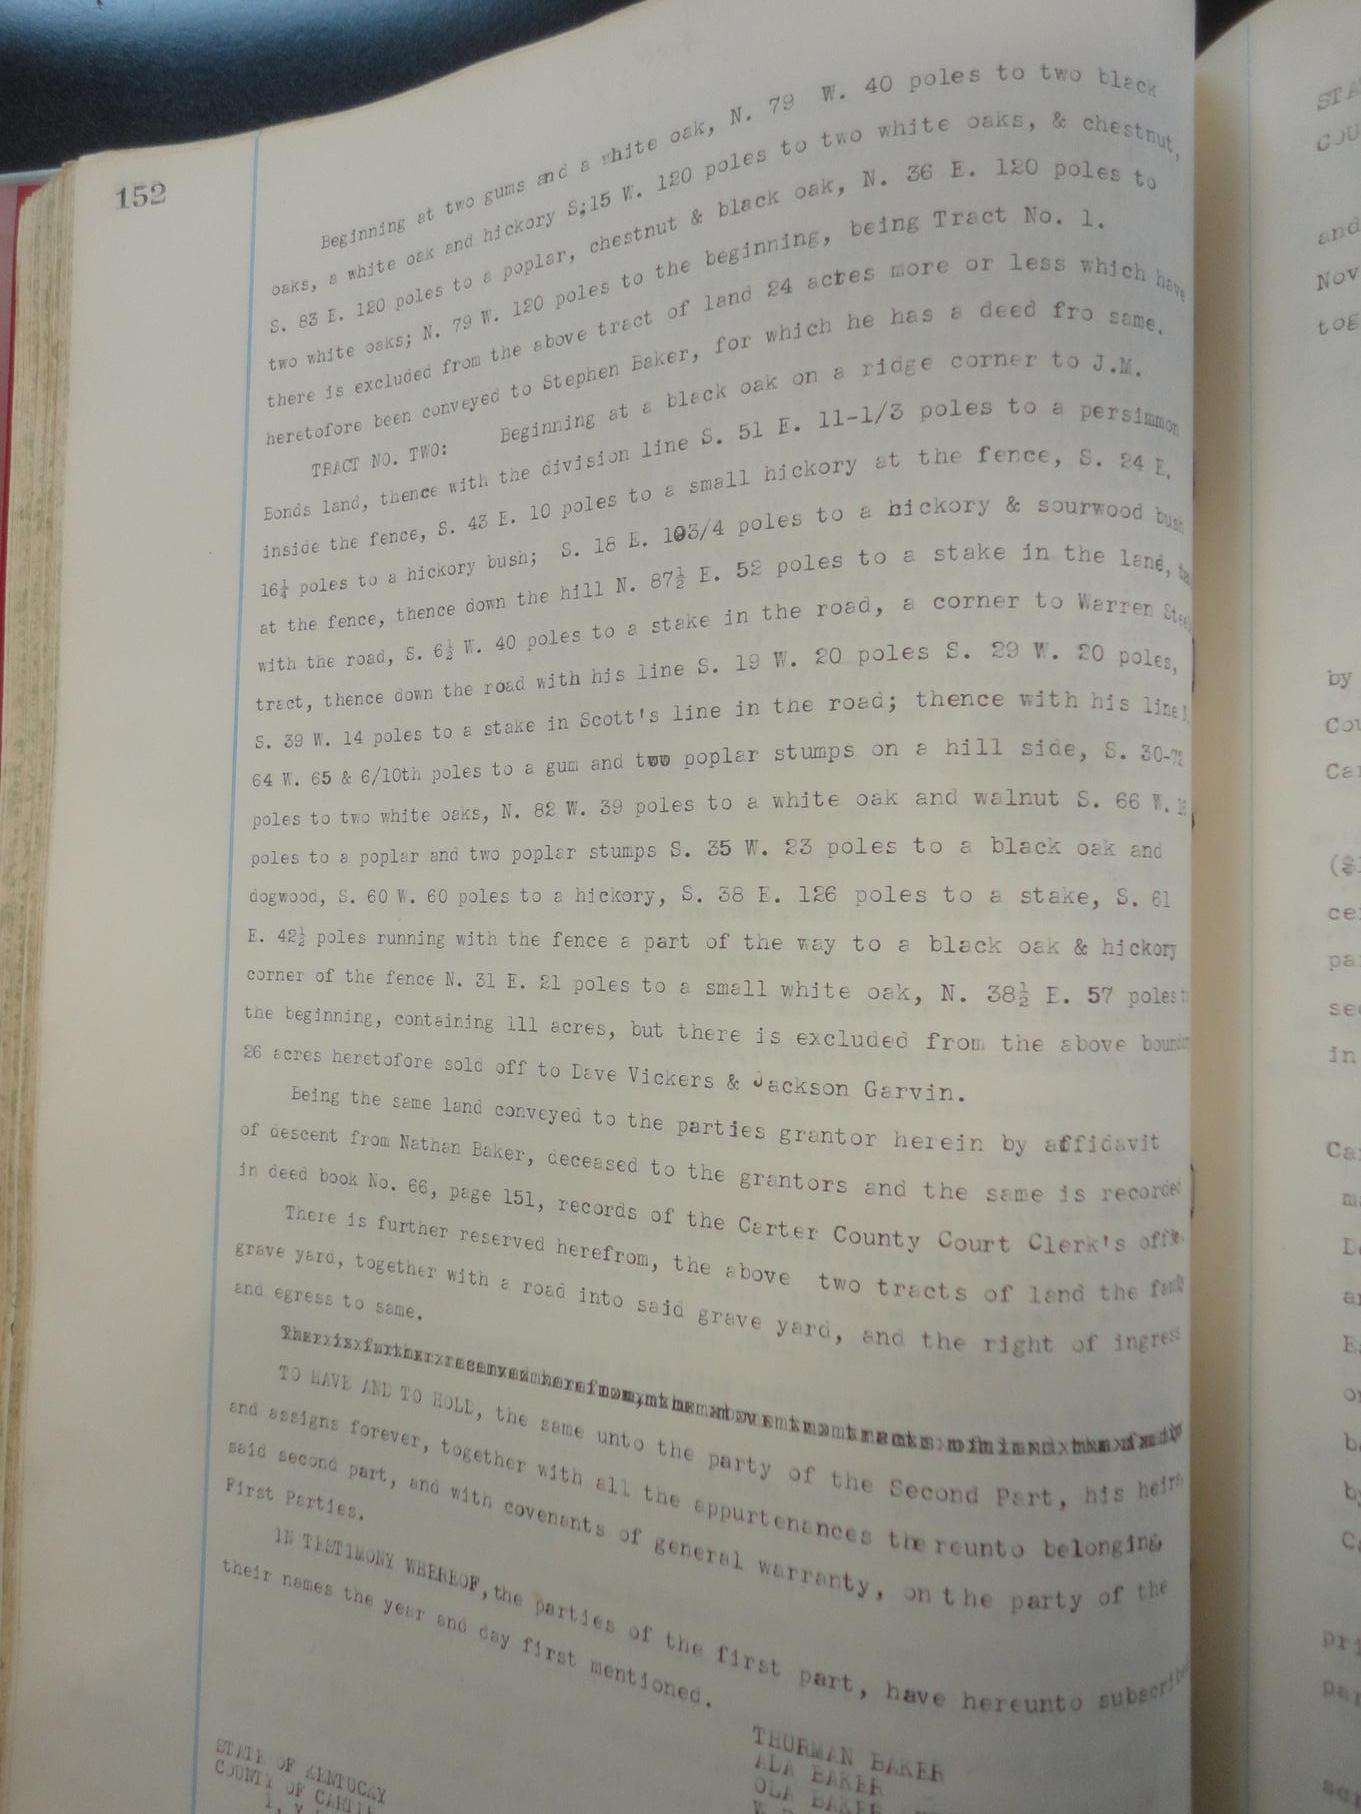 152
Beginning at two gums and a white oak, N. 79 W. 40 poles to two black
oaks, a white oak and hickory S;15 W. 120 poles to two white oaks, & chestnut,
S. 83 E. 120 poles to a poplar, chestnut & black oak, N. 36 E. 120 poles to
two white oaks; N. 79 W. 120 poles to the beginning, being Tract No. 1.
there is excluded from the above tract of land 24 actes more or less which have
heretofore been conveyed to Stephen Baker, for which he has a deed fro same.
TRACT NO. TWO: Beginning at a black oak on a ridge corner to J.M.
Bonds land, thence with the division line S. 51 E. 11-1/3 poles to a persimmon
inside the fence, S. 43 E. 10 poles to a small hickory at the fence, S. 24 E.
16¼ poles to a hickory bush; S. 18 E. 103/4 poles to a hickory & sourwood bush
at the fence, thence down the hill N. 87½ E. 52 poles to a stake in the land,
with the road, S. 6½ W. 40 poles to a stake in the road, a corner to Warren
tract, thence down the road with his line S. 19 W. 20 poles S. 29 W. 20 poles,
S. 39 W. 14 poles to a stake in Scott's line in the road; thence with his line
64 W. 65 & 6/10th poles to a gum and two poplar stumps on a hill side, S. 30-72
poles to two white oaks, N. 82 W. 39 poles to a white oak and walnut S. 66 W.
poles to a poplar and two poplar stumps S. 35 W. 23 poles to a black oak and
dogwood, S. 60 W. 60 poles to a hickory, S. 38 E. 126 poles to a stake, S. 61
E. 42½ poles running with the fence a part of the way to a black oak & hickory
corner of the fence N. 31 E. 21 poles to a small white oak, N. 38½ E. 57 poles
the beginning, containing 111 acres, but there is excluded from the above
26 acres heretofore sold off to Dave Vickers & Jackson Garvin.
Being the same land conveyed to the parties grantor herein by affidavit
of descent from Nathan Baker, deceased to the grantors and the same is recorded
in deed book No. 66, page 151, records of the Carter County Court Clerk's
There is further reserved herefrom, the above two tracts of land the
grave yard, together with a road into said grave yard, and the right of ingress
and egress to same.
TO HAVE AND TO HOLD, the same unto the party of the Second Part, his heirs
and assigns forever, together with all the appurtenances thereunto belonging
said second part, and with covenants of general warranty, on the party of the
First Parties.
IN TESTIMONY WHEREOF, the parties of the first part, have hereunto
their names the year and day first mentioned.
THURMAN BAKER
ADA BAKER
OLA BAKER
STATE OF KENTUCKY
COUNTY OF
and
Nov
tog
by
in